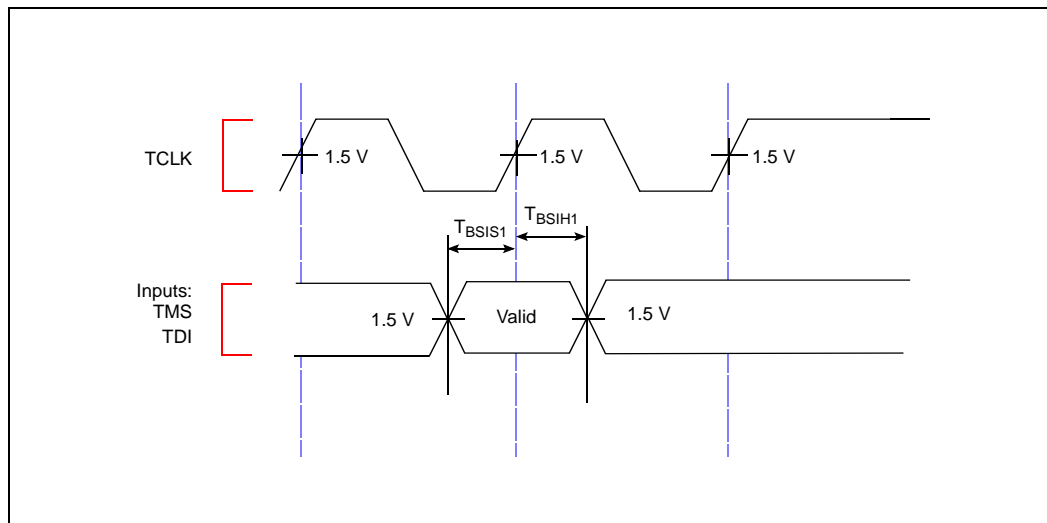 TCLK
1.5 V
1.5 V
1.5 V
TBSIS1
TBSIH1
Inputs:
TMS
TDI
1.5 V
Valid
1.5 V